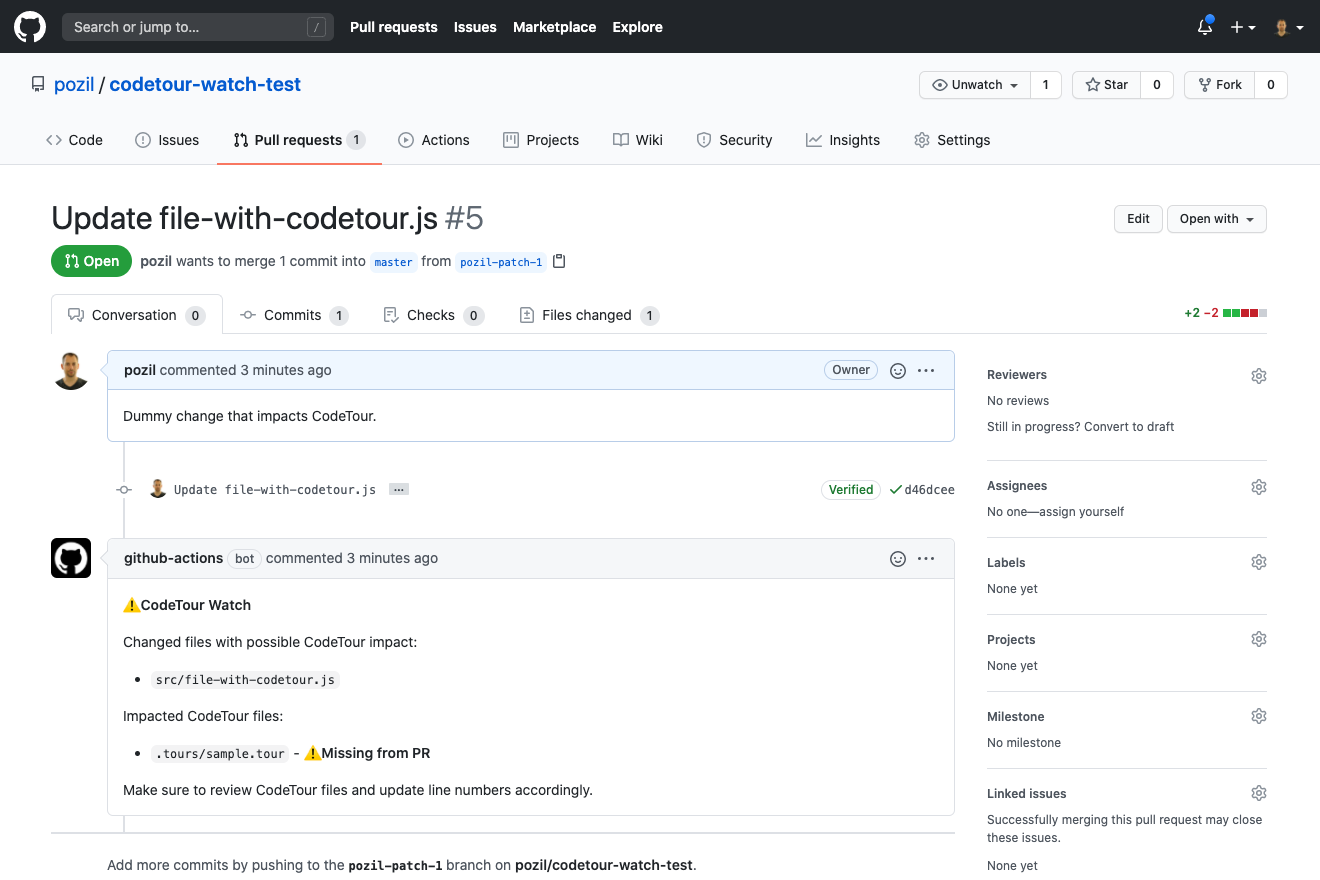 Search or jump to... /
Pull requests Issues Marketplace Explore
pozil / codetour-watch-test
Unwatch 1 Star 0 Fork 0
Code Issues Pull requests 1 Actions Projects Wiki Security Insights Settings
Update file-with-codetour.js #5
Edit Open with
Open pozil wants to merge 1 commit into master from pozil-patch-1
Conversation 0 Commits 1 Checks 0 Files changed 1
+2 −2
pozil commented 3 minutes ago Owner
Dummy change that impacts CodeTour.
Update file-with-codetour.js ... Verified d46dcee
github-actions bot commented 3 minutes ago
⚠️CodeTour Watch
Changed files with possible CodeTour impact:
• src/file-with-codetour.js
Impacted CodeTour files:
• .tours/sample.tour - ⚠️Missing from PR
Make sure to review CodeTour files and update line numbers accordingly.
Add more commits by pushing to the pozil-patch-1 branch on pozil/codetour-watch-test.
Reviewers
No reviews
Still in progress? Convert to draft
Assignees
No one—assign yourself
Labels
None yet
Projects
None yet
Milestone
No milestone
Linked issues
Successfully merging this pull request may close
these issues.
None yet